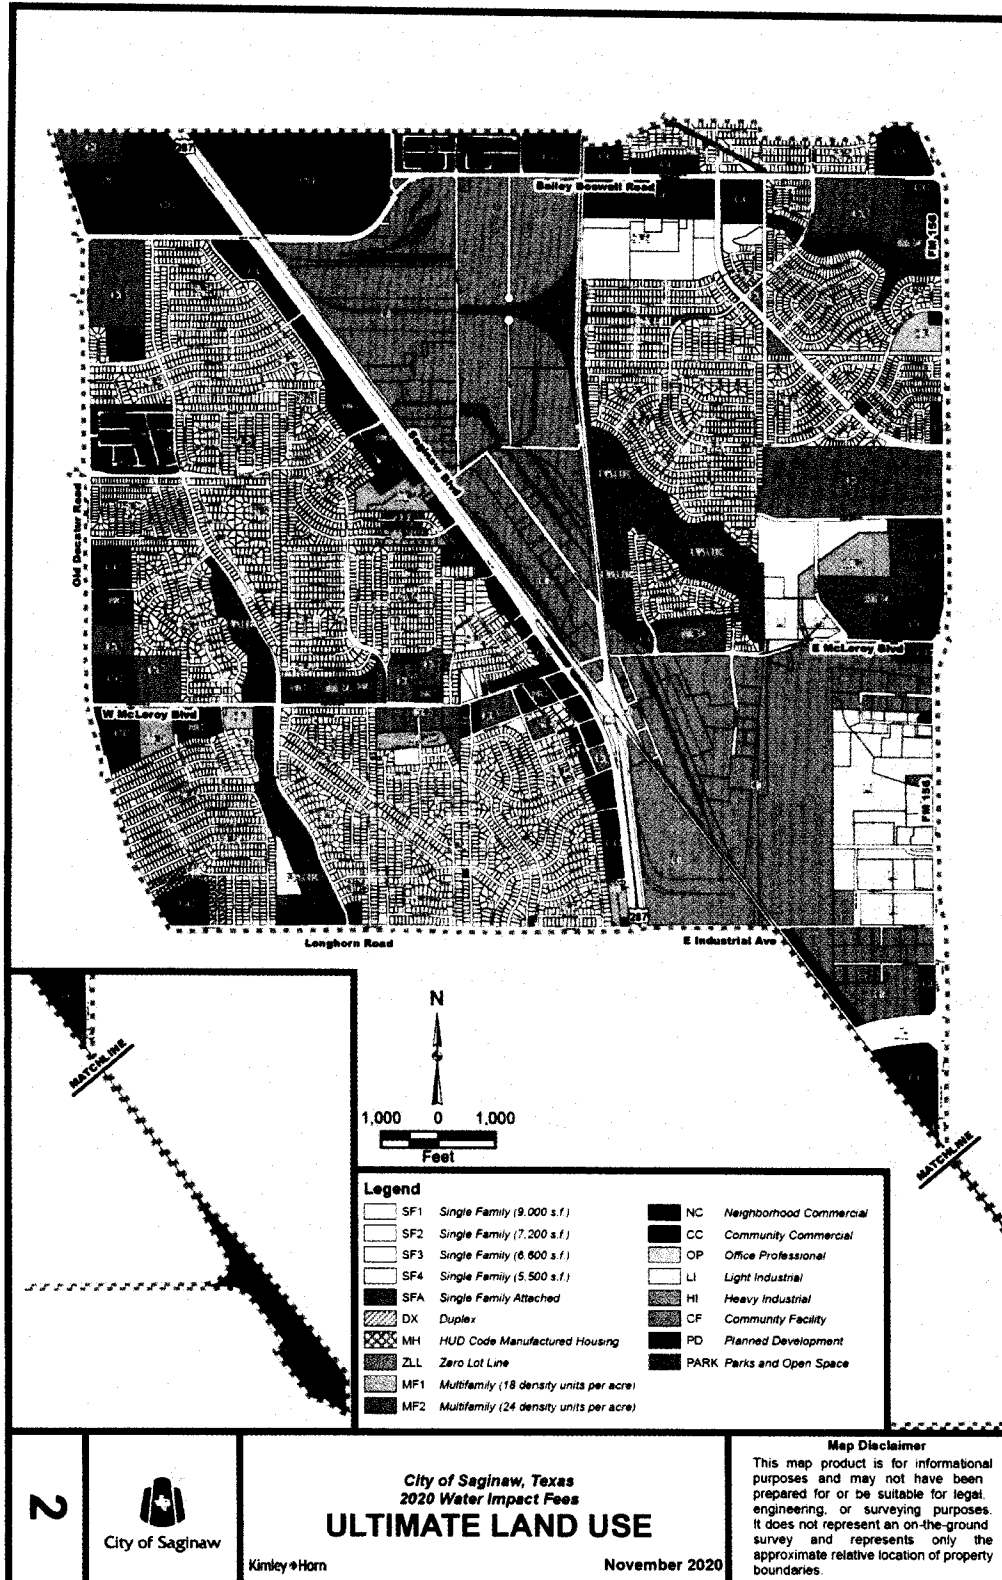 287
Bailey Boswell Road
FM 156
Saginaw Blvd
Old Decatur Road
E McLeroy Blvd
W McLeroy Blvd
FM 156
287
Longhorn Road
E Industrial Ave
MATCHLINE
MATCHLINE
N
1,000 0 1,000
Feet
Legend
SF1 Single Family (9,000 s.f.)
SF2 Single Family (7,200 s.f.)
SF3 Single Family (6,600 s.f.)
SF4 Single Family (5,500 s.f.)
SFA Single Family Attached
DX Duplex
MH HUD Code Manufactured Housing
ZLL Zero Lot Line
MF1 Multifamily (18 density units per acre)
MF2 Multifamily (24 density units per acre)
NC Neighborhood Commercial
CC Community Commercial
OP Office Professional
LI Light Industrial
HI Heavy Industrial
CF Community Facility
PD Planned Development
PARK Parks and Open Space
2
City of Saginaw
City of Saginaw, Texas
2020 Water Impact Fees
ULTIMATE LAND USE
Kimley Horn
November 2020
Map Disclaimer
This map product is for informational
purposes and may not have been
prepared for or be suitable for legal,
engineering, or surveying purposes.
It does not represent an on-the-ground
survey and represents only the
approximate relative location of property
boundaries.